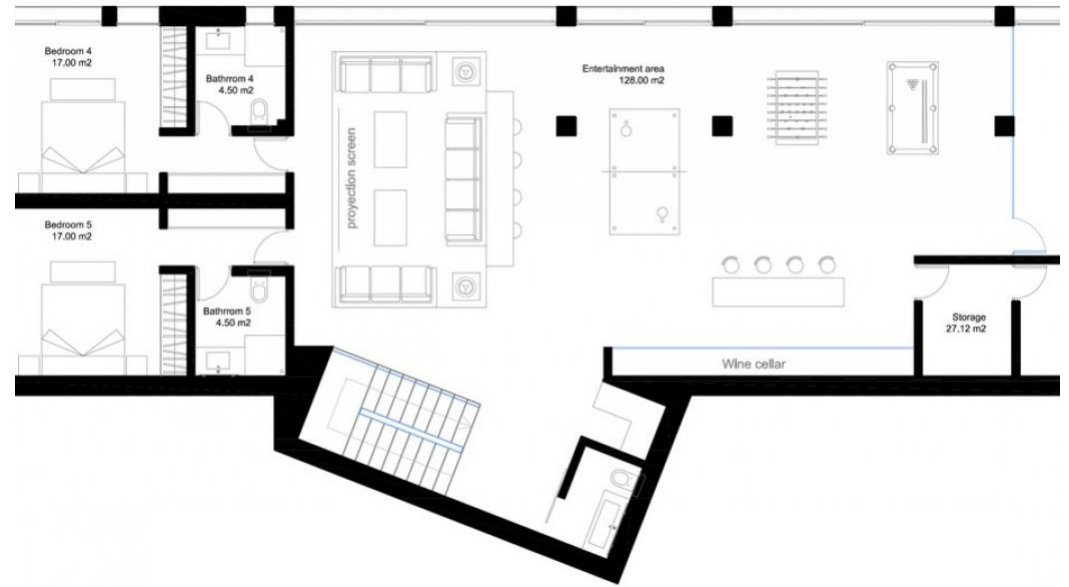 Bedroom 4
17.00 m2
Bathrrom 4
4.50 m2
Entertainment area
128.00 m2
proyection screen
Bedroom 5
17.00 m2
Bathrrom 5
4.50 m2
Storage
27,12 m2
Wine cellar